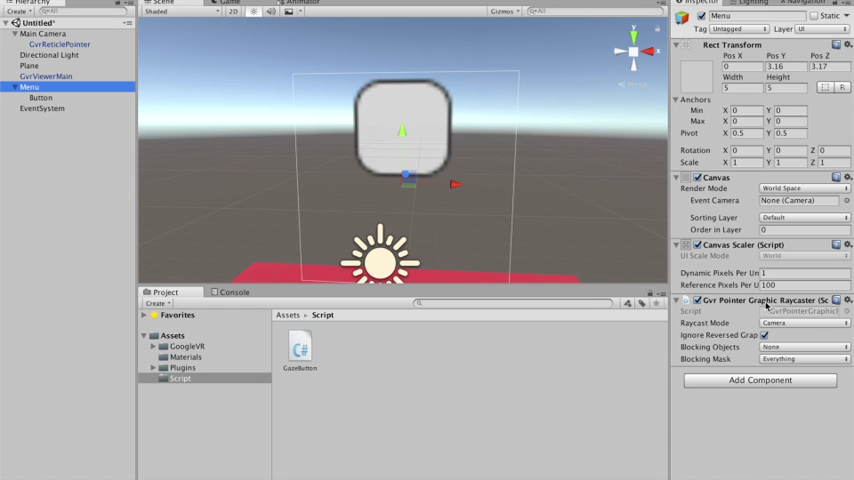 Hierarchy
Scene
Game
Animator
Inspector
Lighting
Navigation
Create
All
Shaded
2D
Gizmos
All
Menu
Static
Tag
Untagged
Layer
UI
Untitled*
Main Camera
GvrReticlePointer
Directional Light
Plane
GvrViewerMain
Menu
Button
EventSystem
y
x
Persp
Rect Transform
Pos X
Pos Y
Pos Z
0
3.16
3.17
Width
Height
5
5
R
Anchors
Min
X 0
Y 0
Max
X 0
Y 0
Pivot
X 0.5
Y 0.5
Rotation
X 0
Y 0
Z 0
Scale
X 1
Y 1
Z 1
Canvas
Render Mode
World Space
Event Camera
None (Camera)
Sorting Layer
Default
Order in Layer
0
Canvas Scaler (Script)
UI Scale Mode
World
Dynamic Pixels Per Un
1
Reference Pixels Per U
100
Gvr Pointer Graphic Raycaster (Sc
Script
GvrPointerGraphicI
Raycast Mode
Camera
Ignore Reversed Grap
Blocking Objects
None
Blocking Mask
Everything
Add Component
Project
Console
Create
Favorites
Assets
GoogleVR
Materials
Plugins
Script
Assets
Script
C#
GazeButton